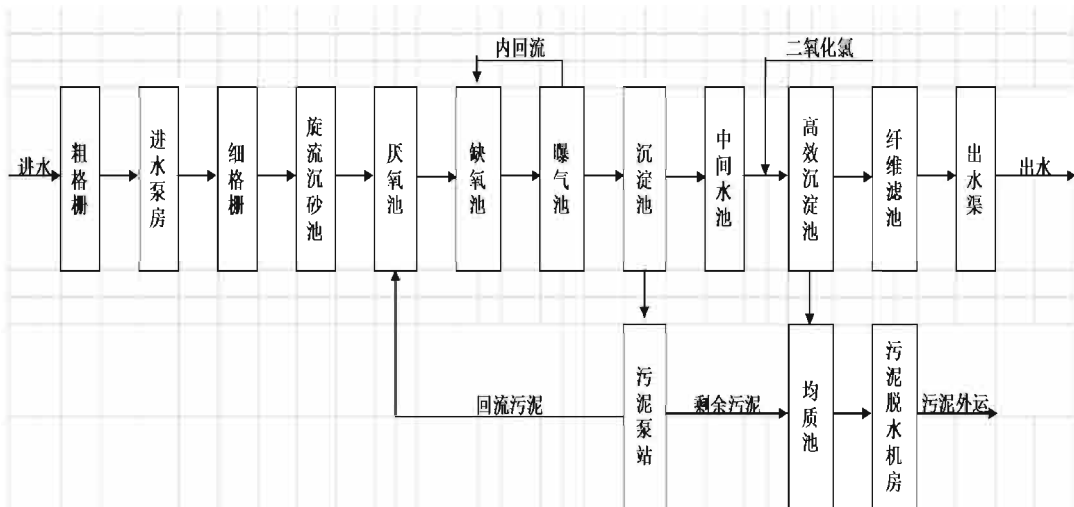 内回流
二氧化氯
进水
粗格栅
进水泵房
细格栅
旋流沉砂池
厌氧池
缺氧池
曝气池
沉淀池
中间水池
高效沉淀池
纤维滤池
出水渠
出水
回流污泥
污泥泵站
剩余污泥
均质池
污泥脱水机房
污泥外运